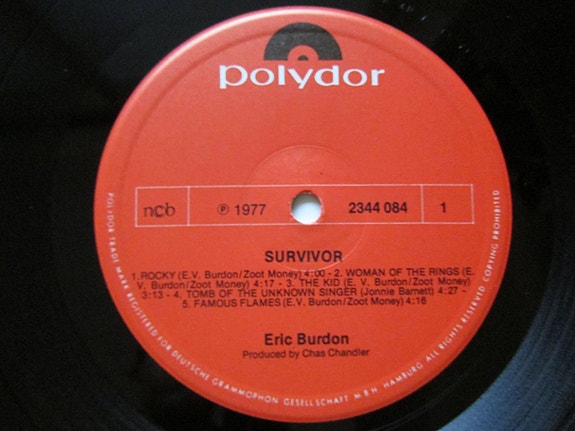 polydor
ncb ℗ 1977 2344 084 1
SURVIVOR
1.ROCKY (E.V. Burdon/Zoot Money) 4:00 - 2. WOMAN OF THE RINGS (E.
V. Burdon/Zoot Money) 4:17 - 3. THE KID (E.V. Burdon/Zoot Money)
3:13 - 4. TOMB OF THE UNKNOWN SINGER (Jonnie Barnett) 4:27 -
5. FAMOUS FLAMES (E.V. Burdon/Zoot Money) 4:16
Eric Burdon
Produced by Chas Chandler
POLYDOR TRADE MARK REGISTERED FOR DEUTSCHE GRAMMOPHON GESELLSCHAFT M·B·H. HAMBURG ALL RIGHTS RESERVED. COPYING PROHIBITED